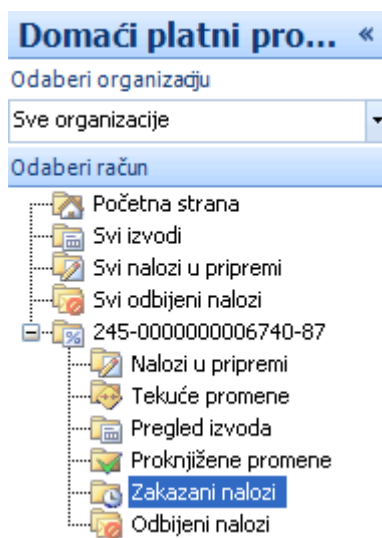 Domaći platni pro... «
Odaberi organizaciju
Sve organizacije
Odaberi račun
Početna strana
Svi izvodi
Svi nalozi u pripremi
Svi odbijeni nalozi
245-0000000006740-87
Nalozi u pripremi
Tekuće promene
Pregled izvoda
Proknjižene promene
Zakazani nalozi
Odbijeni nalozi